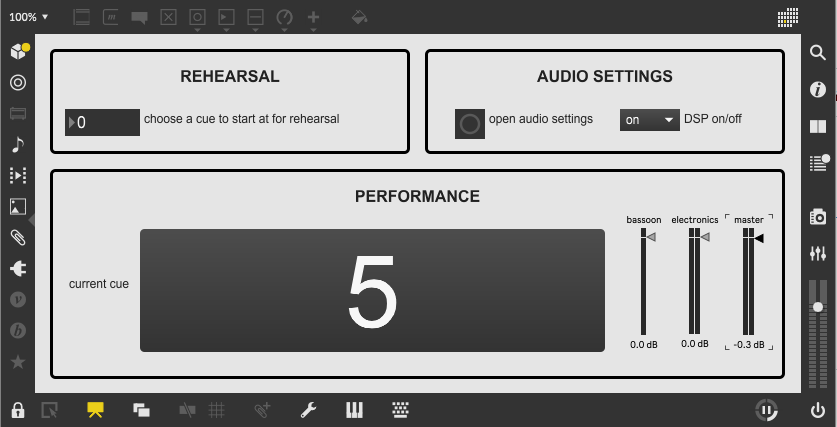 100%
REHEARSAL
0
choose a cue to start at for rehearsal
AUDIO SETTINGS
open audio settings
on
DSP on/off
PERFORMANCE
current cue
5
bassoon
electronics
master
0.0 dB
0.0 dB
-0.3 dB